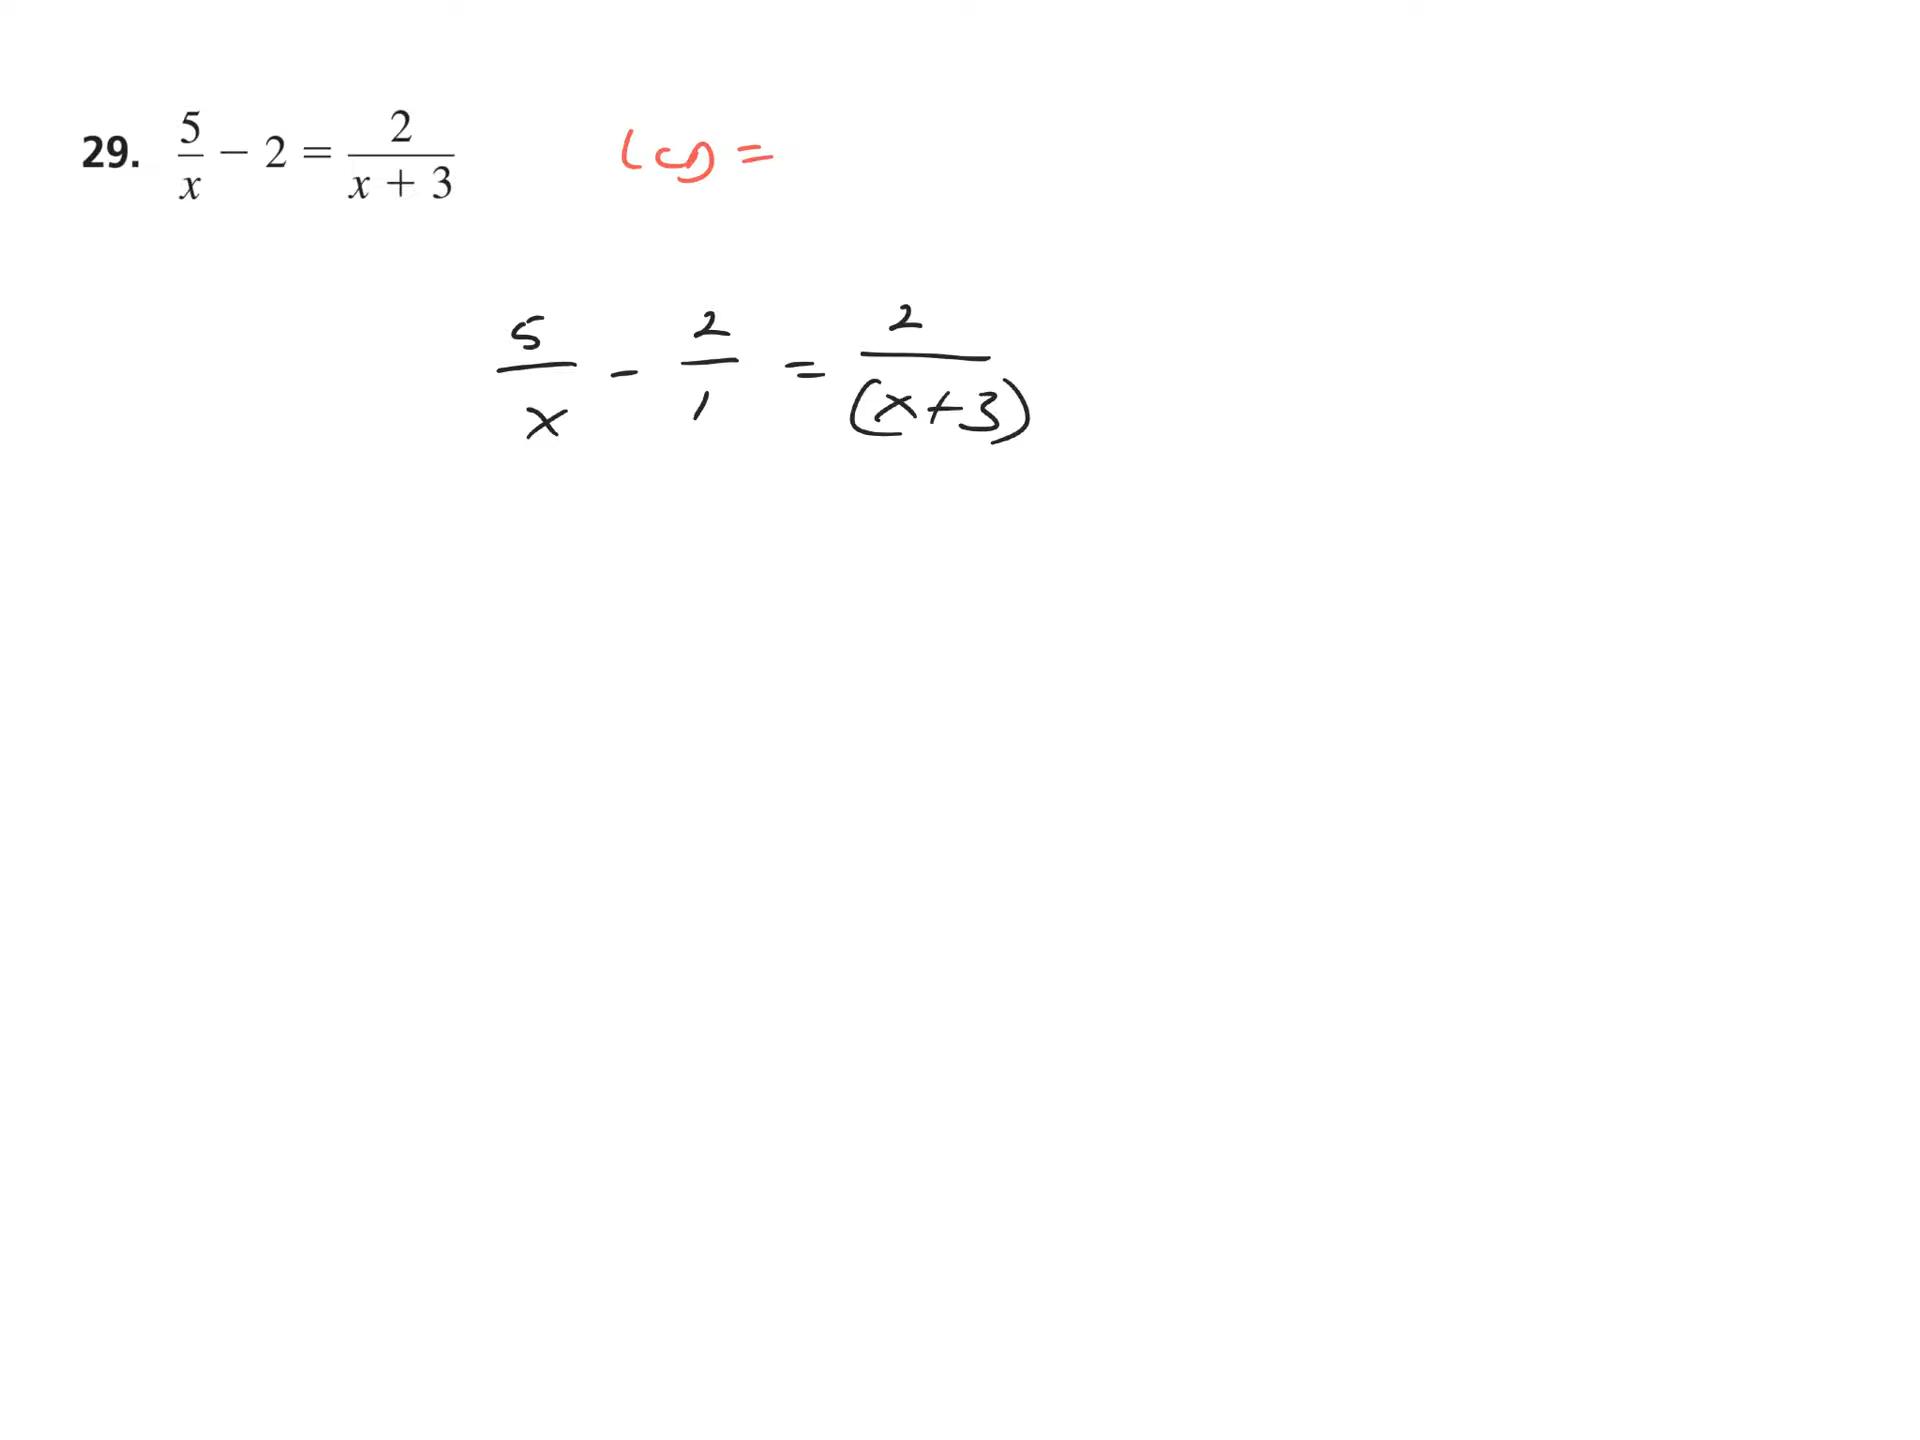 29. 5/x − 2 = 2/(x + 3)
LCD =
5/x - 2/1 = 2/(x+3)